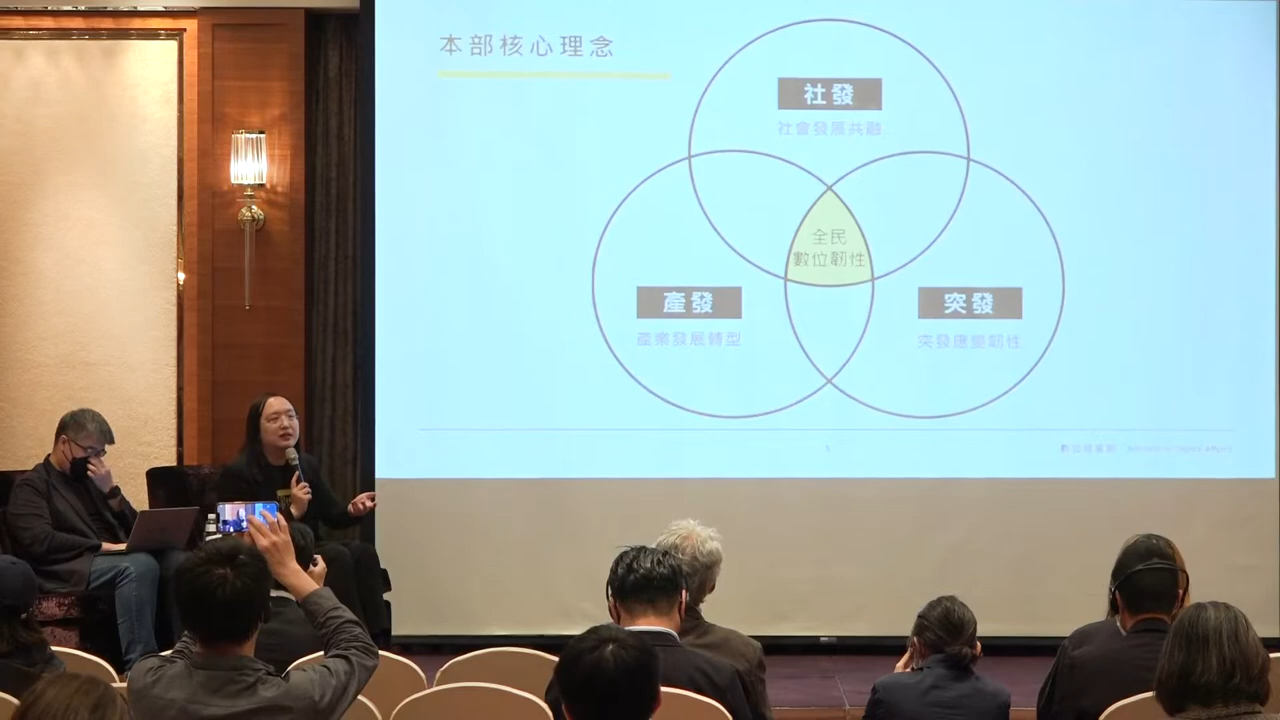 本部核心理念
社發
社會發展共融
全民
數位韌性
產發
產業發展轉型
突發
突發應變韌性